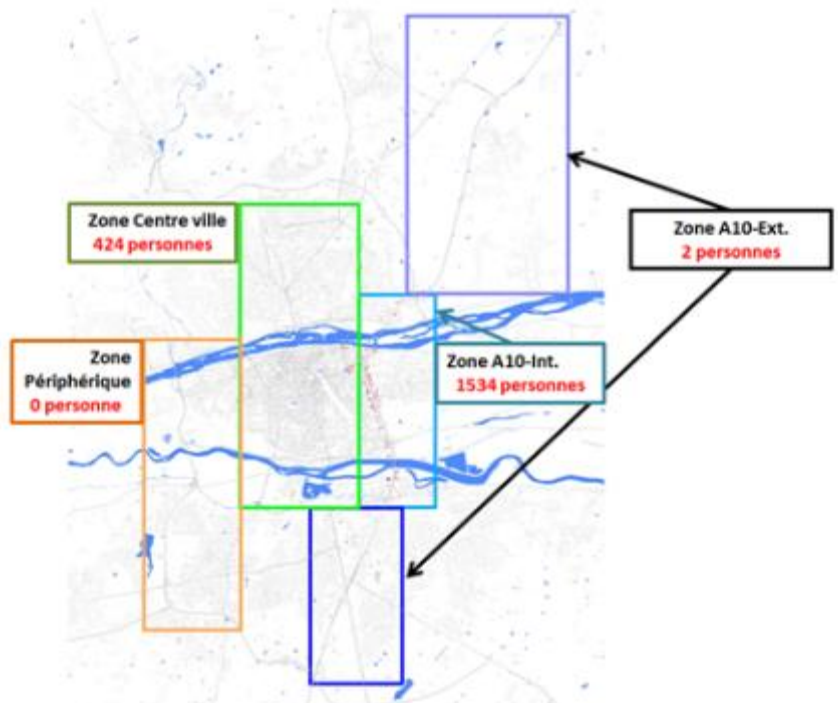 Zone Centre ville
424 personnes
Zone A10-Ext.
2 personnes
Zone
Périphérique
0 personne
Zone A10-Int.
1534 personnes